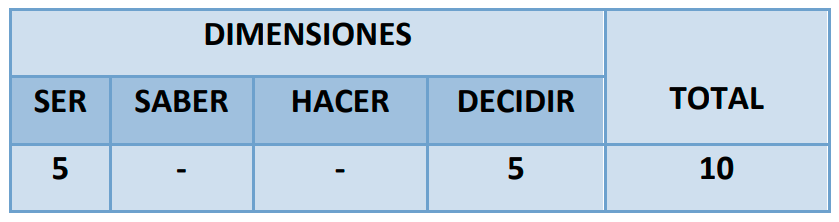 DIMENSIONES
SER SABER HACER DECIDIR TOTAL
5 - - 5 10